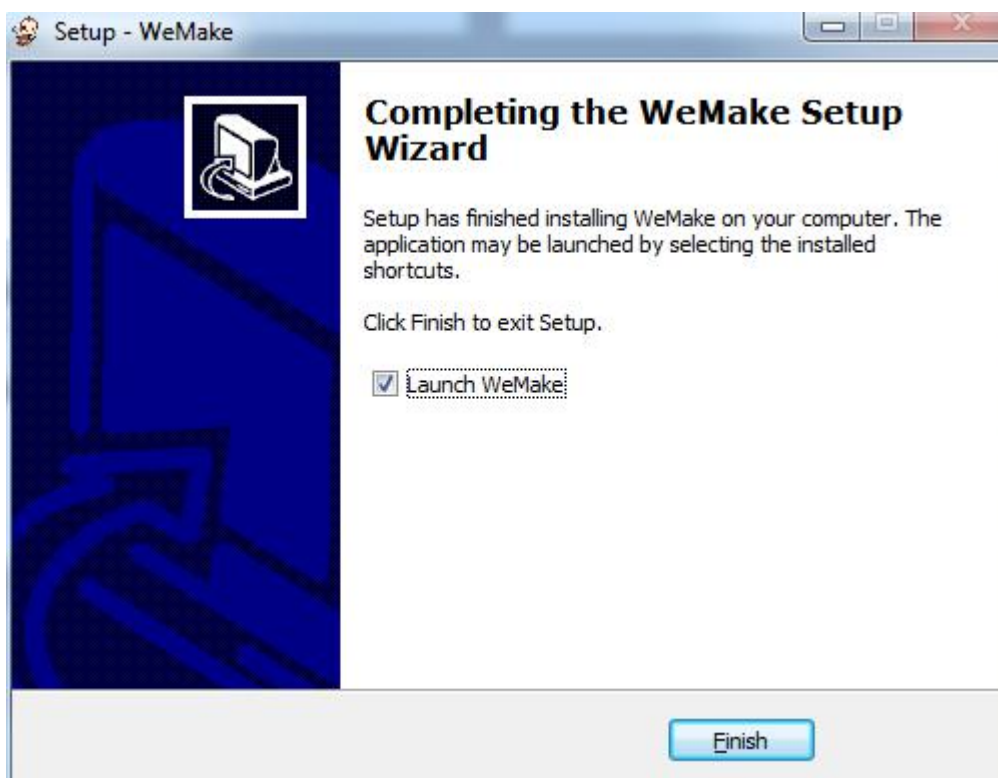 Setup - WeMake
Completing the WeMake Setup
Wizard
Setup has finished installing WeMake on your computer. The
application may be launched by selecting the installed
shortcuts.
Click Finish to exit Setup.
Launch WeMake
Finish